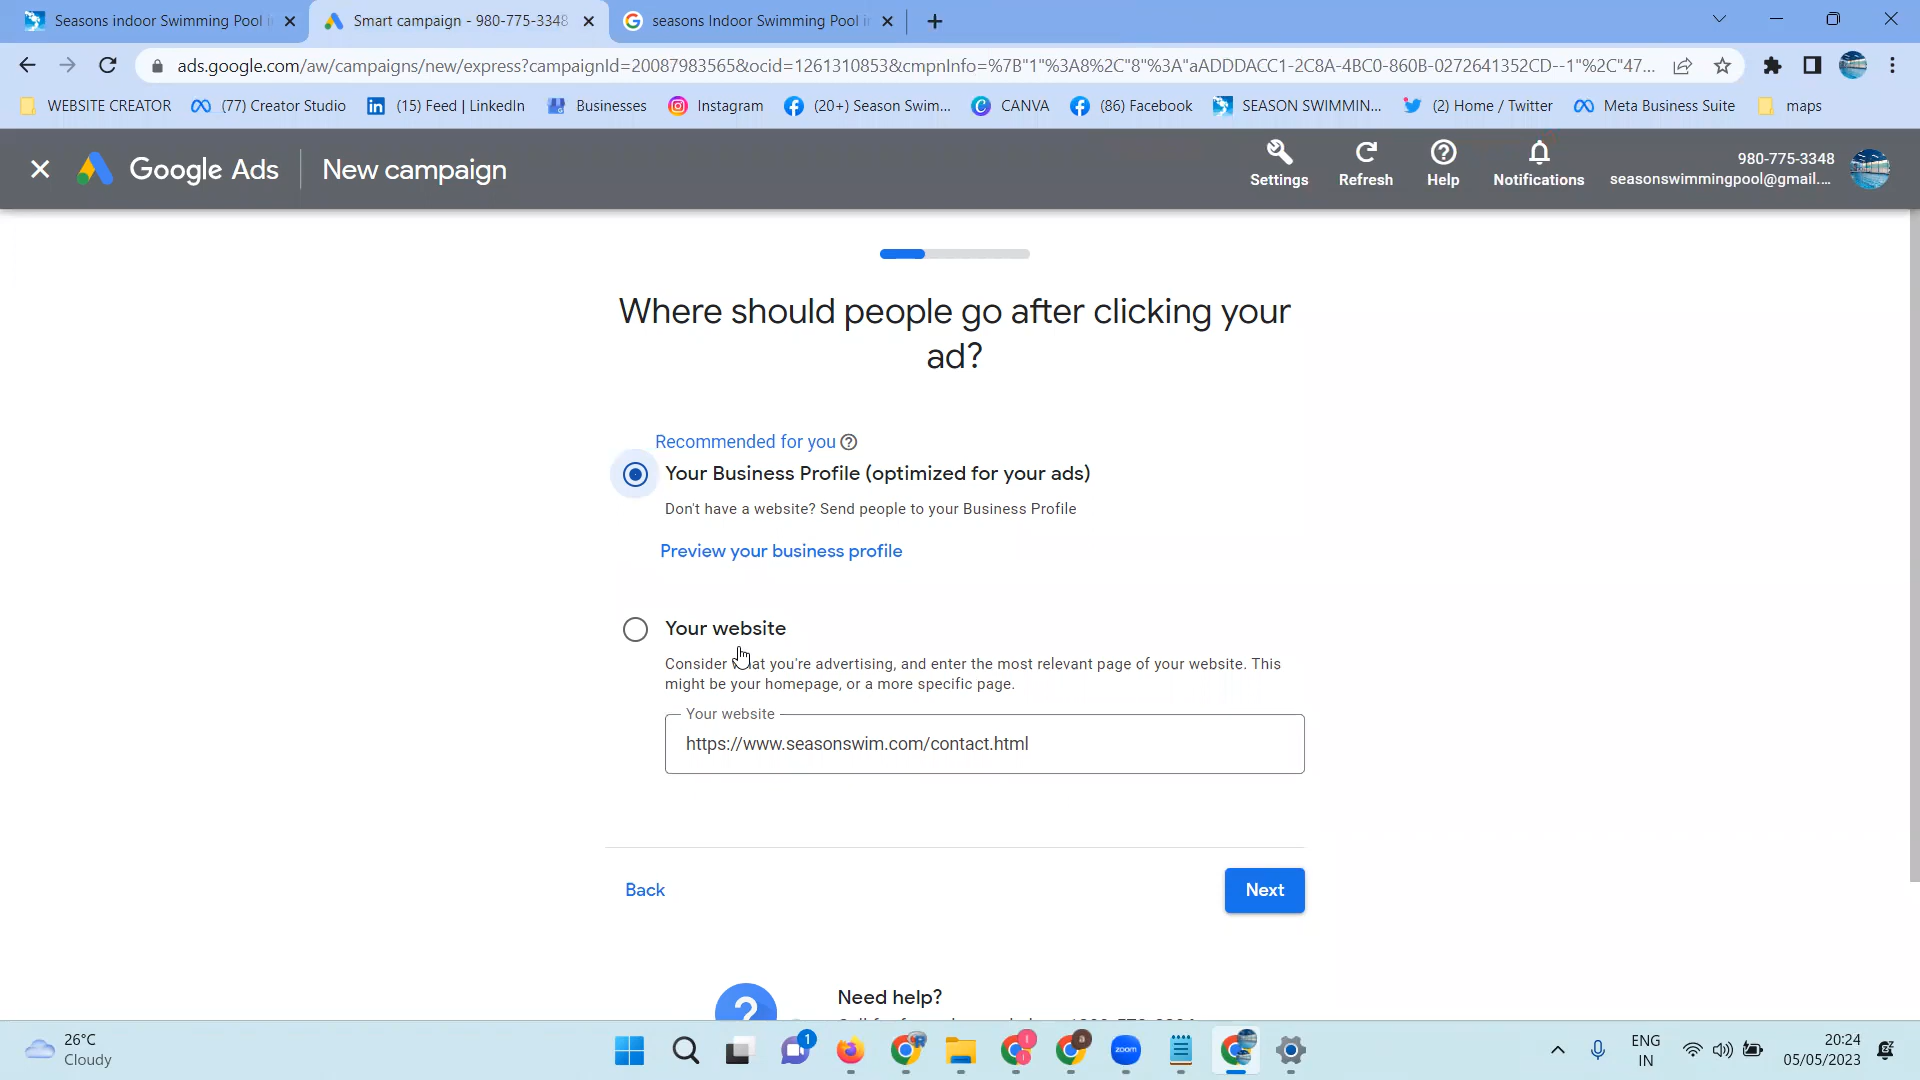 Seasons indoor Swimming Pool i
Smart campaign - 980-775-3348
seasons Indoor Swimming Pool in
ads.google.com/aw/campaigns/new/express?campaignId=20087983565&ocid=1261310853&cmpnInfo=%7B"1"%3A8%2C"8"%3A"aADDDACC1-2C8A-4BC0-860B-0272641352CD--1"%2C"47...
WEBSITE CREATOR
(77) Creator Studio
(15) Feed | LinkedIn
Businesses
Instagram
(20+) Season Swim...
CANVA
(86) Facebook
SEASON SWIMMIN...
(2) Home / Twitter
Meta Business Suite
maps
Google Ads
New campaign
Settings
Refresh
Help
Notifications
980-775-3348
seasonswimmingpool@gmail....
Where should people go after clicking your
ad?
Recommended for you
Your Business Profile (optimized for your ads)
Don't have a website? Send people to your Business Profile
Preview your business profile
Your website
Consider what you're advertising, and enter the most relevant page of your website. This
might be your homepage, or a more specific page.
Your website
https://www.seasonswim.com/contact.html
Back
Next
Need help?
26°C
Cloudy
1
1
a
zoom
ENG
IN
20:24
05/05/2023